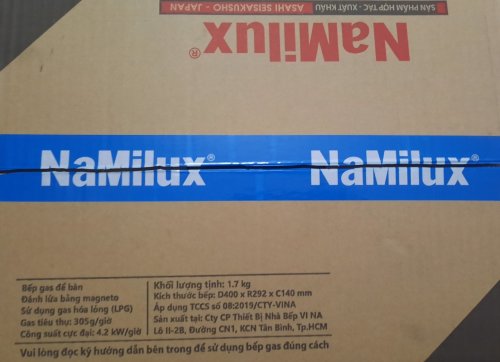 SẢN PHẨM HỢP TÁC - XUẤT KHẨU
ASAHI SEISAKUSHO - JAPAN
NaMilux®
NaMilux® NaMilux®
Bếp gas để bàn
Đánh lửa bằng magneto
Sử dụng gas hóa lỏng (LPG)
Gas tiêu thụ: 305g/giờ
Công suất cực đại: 4.2 kW/giờ
Khối lượng tịnh: 1.7 kg
Kích thước bếp: D400 x R292 x C140 mm
Áp dụng TCCS số 08:2019/CTY-VINA
Sản xuất tại: Cty CP Thiết Bị Nhà Bếp VI NA
Lô II-2B, Đường CN1, KCN Tân Bình, Tp.HCM
Vui lòng đọc kỹ hướng dẫn bên trong để sử dụng bếp gas đúng cách